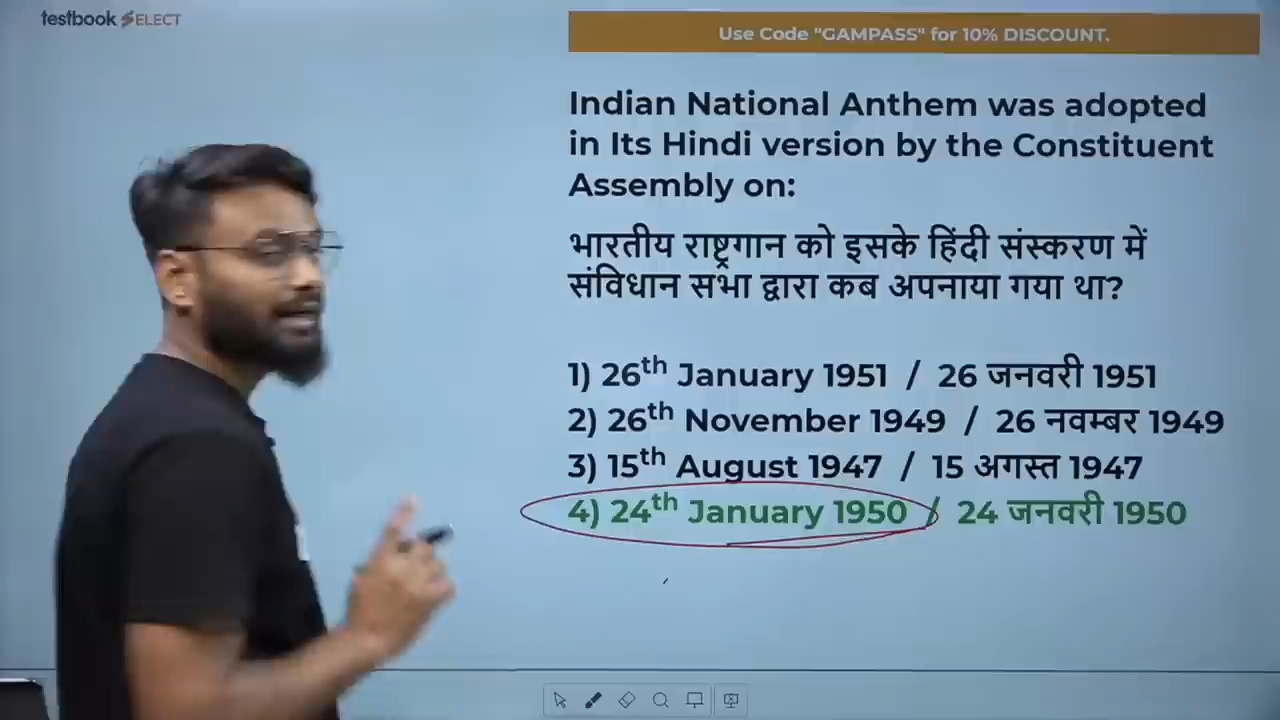 testbook SELECT
Use Code "GAMPASS" for 10% DISCOUNT.
Indian National Anthem was adopted
in Its Hindi version by the Constituent
Assembly on:
भारतीय राष्ट्रगान को इसके हिंदी संस्करण में
संविधान सभा द्वारा कब अपनाया गया था?
1) 26th January 1951 / 26 जनवरी 1951
2) 26th November 1949 / 26 नवम्बर 1949
3) 15th August 1947 / 15 अगस्त 1947
4) 24th January 1950 / 24 जनवरी 1950